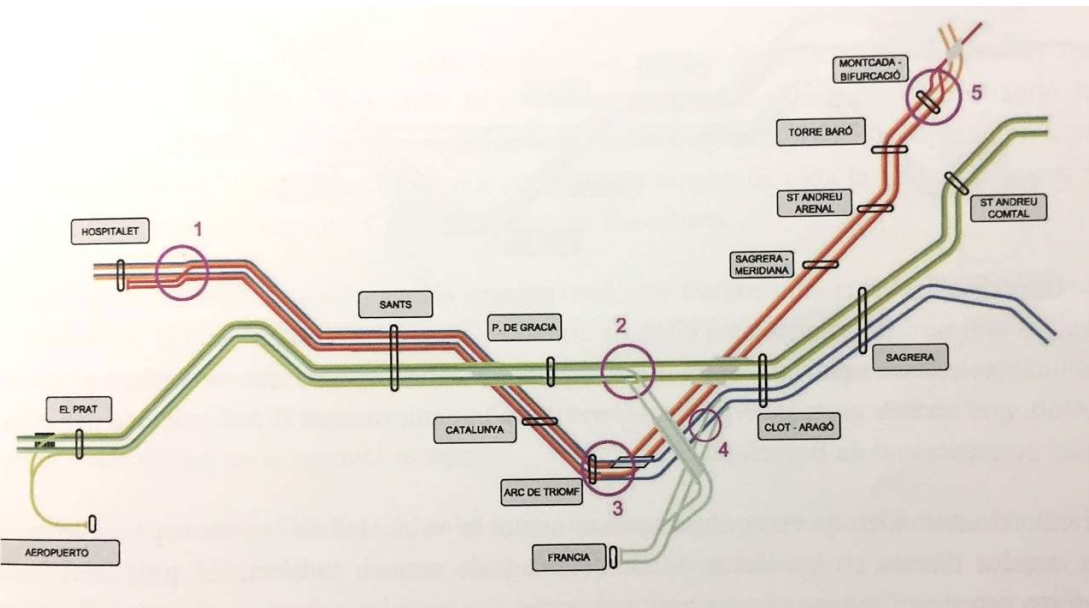 MONTCADA -
BIFURCACIÓ
5
TORRE BARÓ
ST ANDREU
ARENAL
ST ANDREU
COMTAL
HOSPITALET
1
SAGRERA -
MERIDIANA
SANTS
P. DE GRACIA
2
SAGRERA
EL PRAT
CATALUNYA
CLOT - ARAGÓ
4
ARC DE TRIOMF
3
AEROPUERTO
FRANCIA